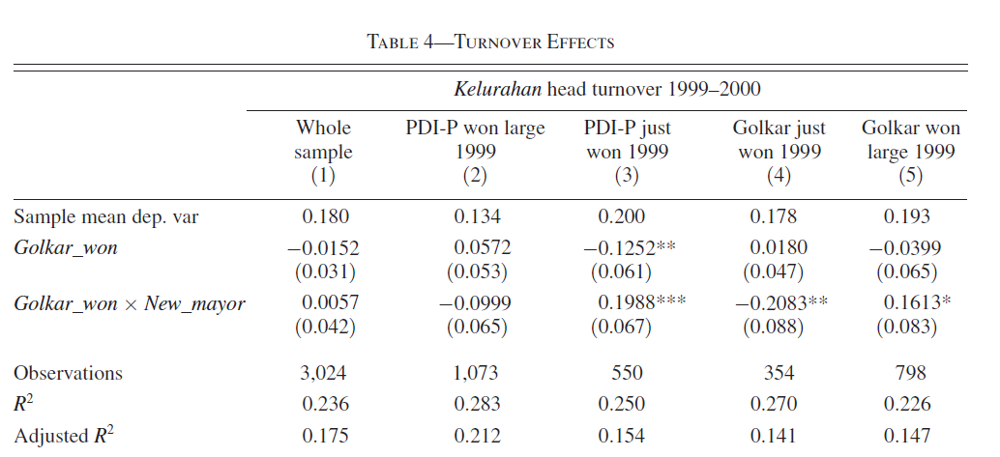 TABLE 4—TURNOVER EFFECTS
Kelurahan head turnover 1999–2000
Whole sample (1) PDI-P won large 1999 (2) PDI-P just won 1999 (3) Golkar just won 1999 (4) Golkar won large 1999 (5)
Sample mean dep. var 0.180 0.134 0.200 0.178 0.193
Golkar_won −0.0152 0.0572 −0.1252** 0.0180 −0.0399
(0.031) (0.053) (0.061) (0.047) (0.065)
Golkar_won × New_mayor 0.0057 −0.0999 0.1988*** −0.2083** 0.1613*
(0.042) (0.065) (0.067) (0.088) (0.083)
Observations 3,024 1,073 550 354 798
R² 0.236 0.283 0.250 0.270 0.226
Adjusted R² 0.175 0.212 0.154 0.141 0.147